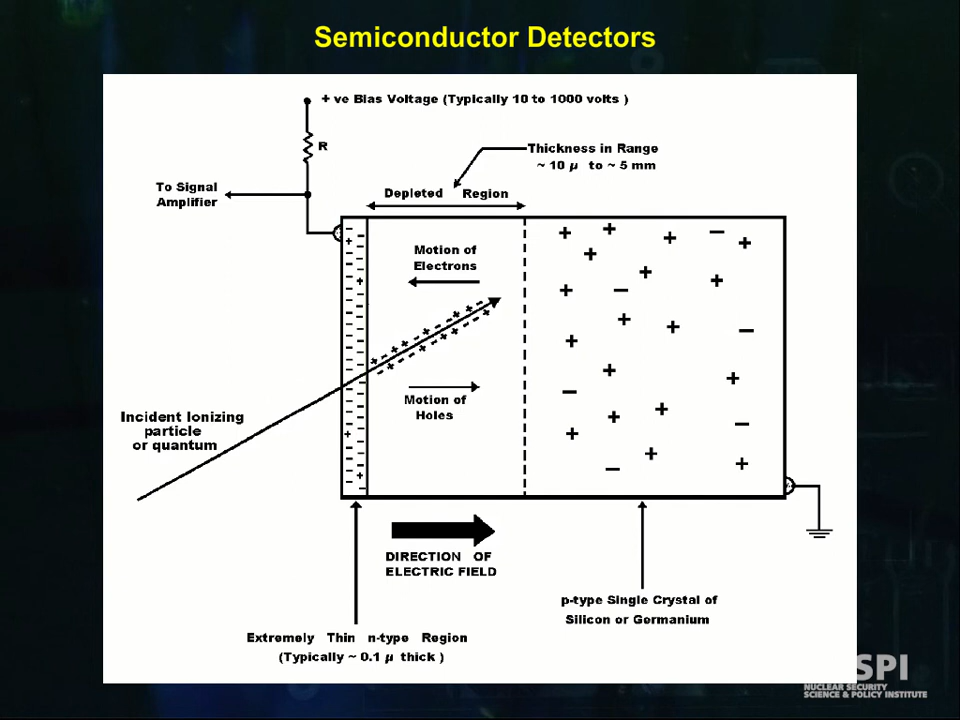 Semiconductor Detectors
+ ve Bias Voltage (Typically 10 to 1000 volts )
R
Thickness in Range
~ 10 μ to ~ 5 mm
To Signal
Amplifier
Depleted Region
Motion of
Electrons
Motion of
Holes
Incident Ionizing
particle
or quantum
DIRECTION OF
ELECTRIC FIELD
p-type Single Crystal of
Silicon or Germanium
Extremely Thin n-type Region
(Typically ~ 0.1 μ thick )
SPI
NUCLEAR SECURITY
SCIENCE & POLICY INSTITUTE